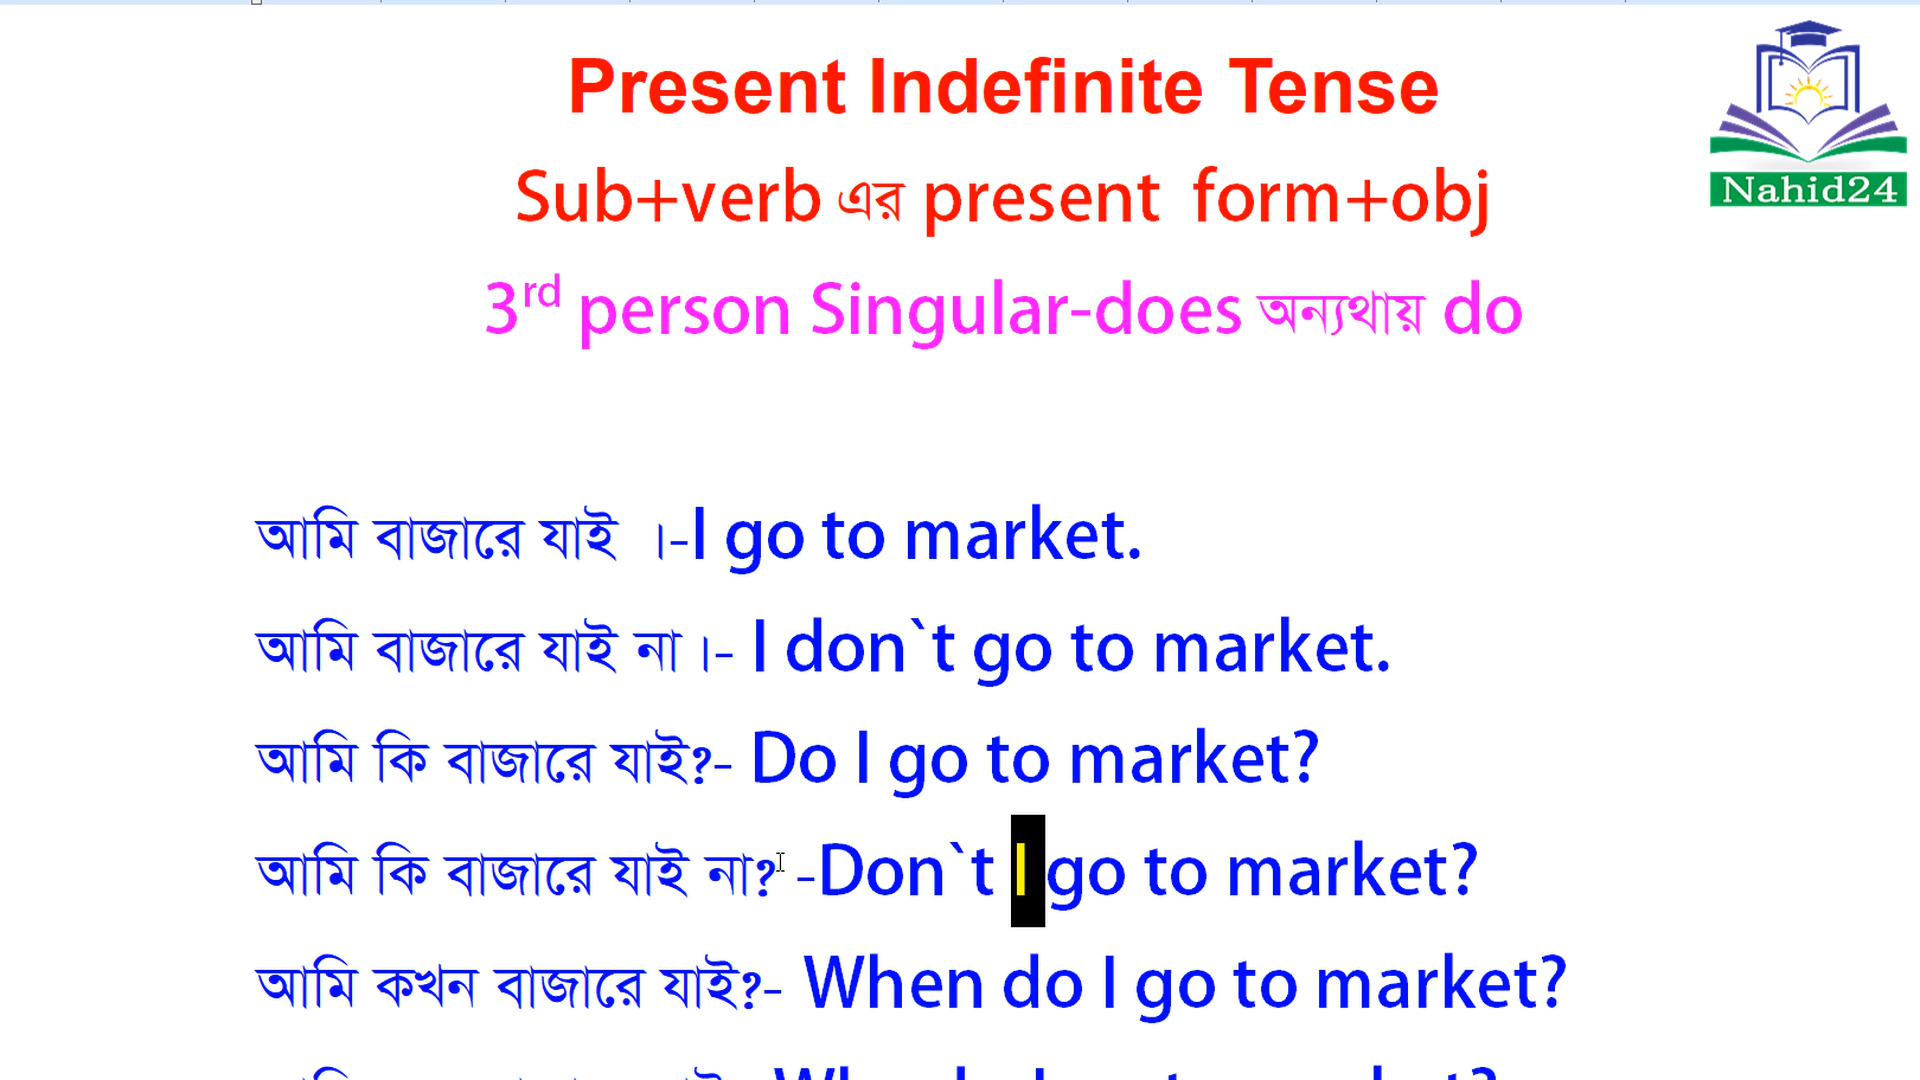 Present Indefinite Tense
Nahid24
Sub+verb এর present form+obj
3rd person Singular-does অন্যথায় do
আমি বাজারে যাই ।-I go to market.
আমি বাজারে যাই না।- I don`t go to market.
আমি কি বাজারে যাই?- Do I go to market?
আমি কি বাজারে যাই না? -Don`t I go to market?
আমি কখন বাজারে যাই?- When do I go to market?